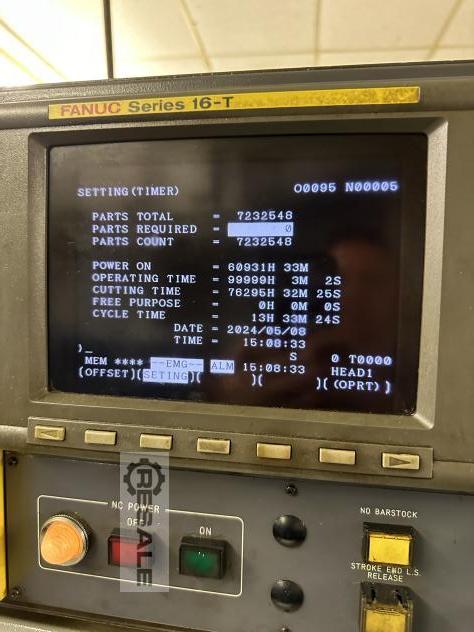 FANUC Series 16-T
SETTING(TIMER) O0095 N00005
PARTS TOTAL = 7232548
PARTS REQUIRED = 0
PARTS COUNT = 7232548
POWER ON = 60931H 33M
OPERATING TIME = 99999H 3M 2S
CUTTING TIME = 76295H 32M 25S
FREE PURPOSE = 0H 0M 0S
CYCLE TIME = 13H 33M 24S
DATE = 2024/05/08
TIME = 15:08:33
)_
S 0 T0000
MEM **** --EMG-- ALM 15:08:33 HEAD1
[OFFSET)(SETING)( )( )( (OPRT) )
NC POWER
OFF ON
NO BARSTOCK
STROKE END L.S.
RELEASE
RESALE